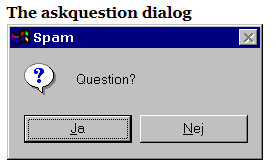 The askquestion dialog
Spam
Question?
Ja
Nej